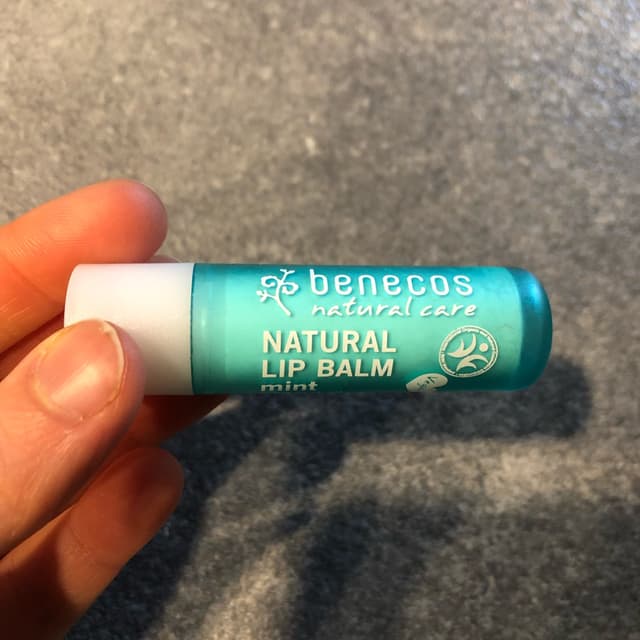 benecos
natural care
NATURAL
LIP BALM
mint